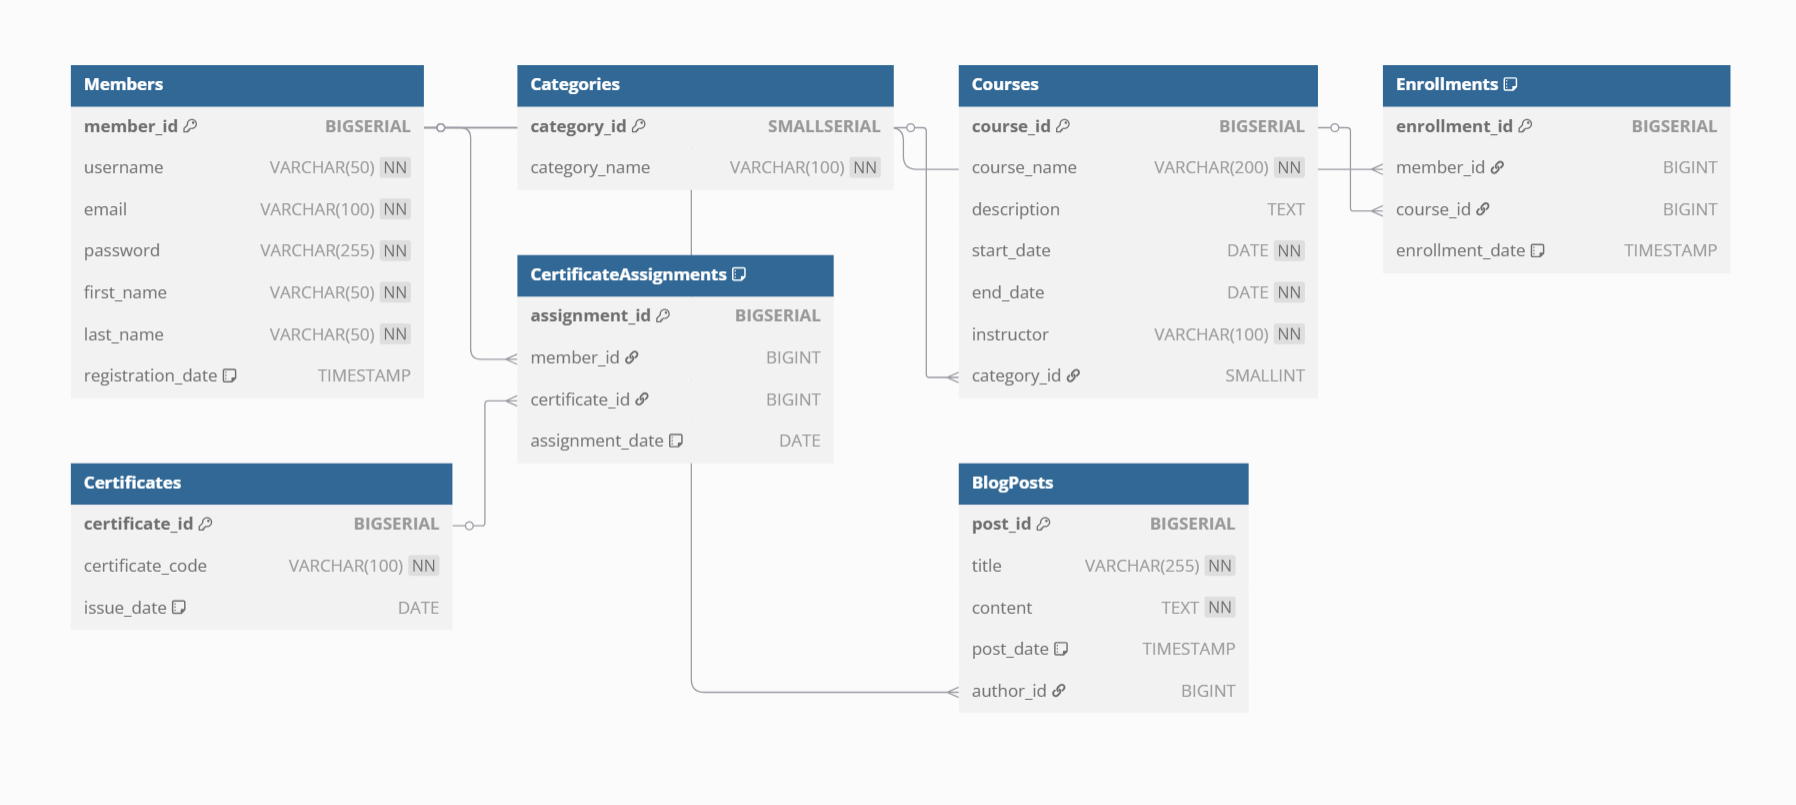 Members
member_id BIGSERIAL
username VARCHAR(50) NN
email VARCHAR(100) NN
password VARCHAR(255) NN
first_name VARCHAR(50) NN
last_name VARCHAR(50) NN
registration_date TIMESTAMP
Categories
category_id SMALLSERIAL
category_name VARCHAR(100) NN
Courses
course_id BIGSERIAL
course_name VARCHAR(200) NN
description TEXT
start_date DATE NN
end_date DATE NN
instructor VARCHAR(100) NN
category_id SMALLINT
Enrollments
enrollment_id BIGSERIAL
member_id BIGINT
course_id BIGINT
enrollment_date TIMESTAMP
CertificateAssignments
assignment_id BIGSERIAL
member_id BIGINT
certificate_id BIGINT
assignment_date DATE
Certificates
certificate_id BIGSERIAL
certificate_code VARCHAR(100) NN
issue_date DATE
BlogPosts
post_id BIGSERIAL
title VARCHAR(255) NN
content TEXT NN
post_date TIMESTAMP
author_id BIGINT